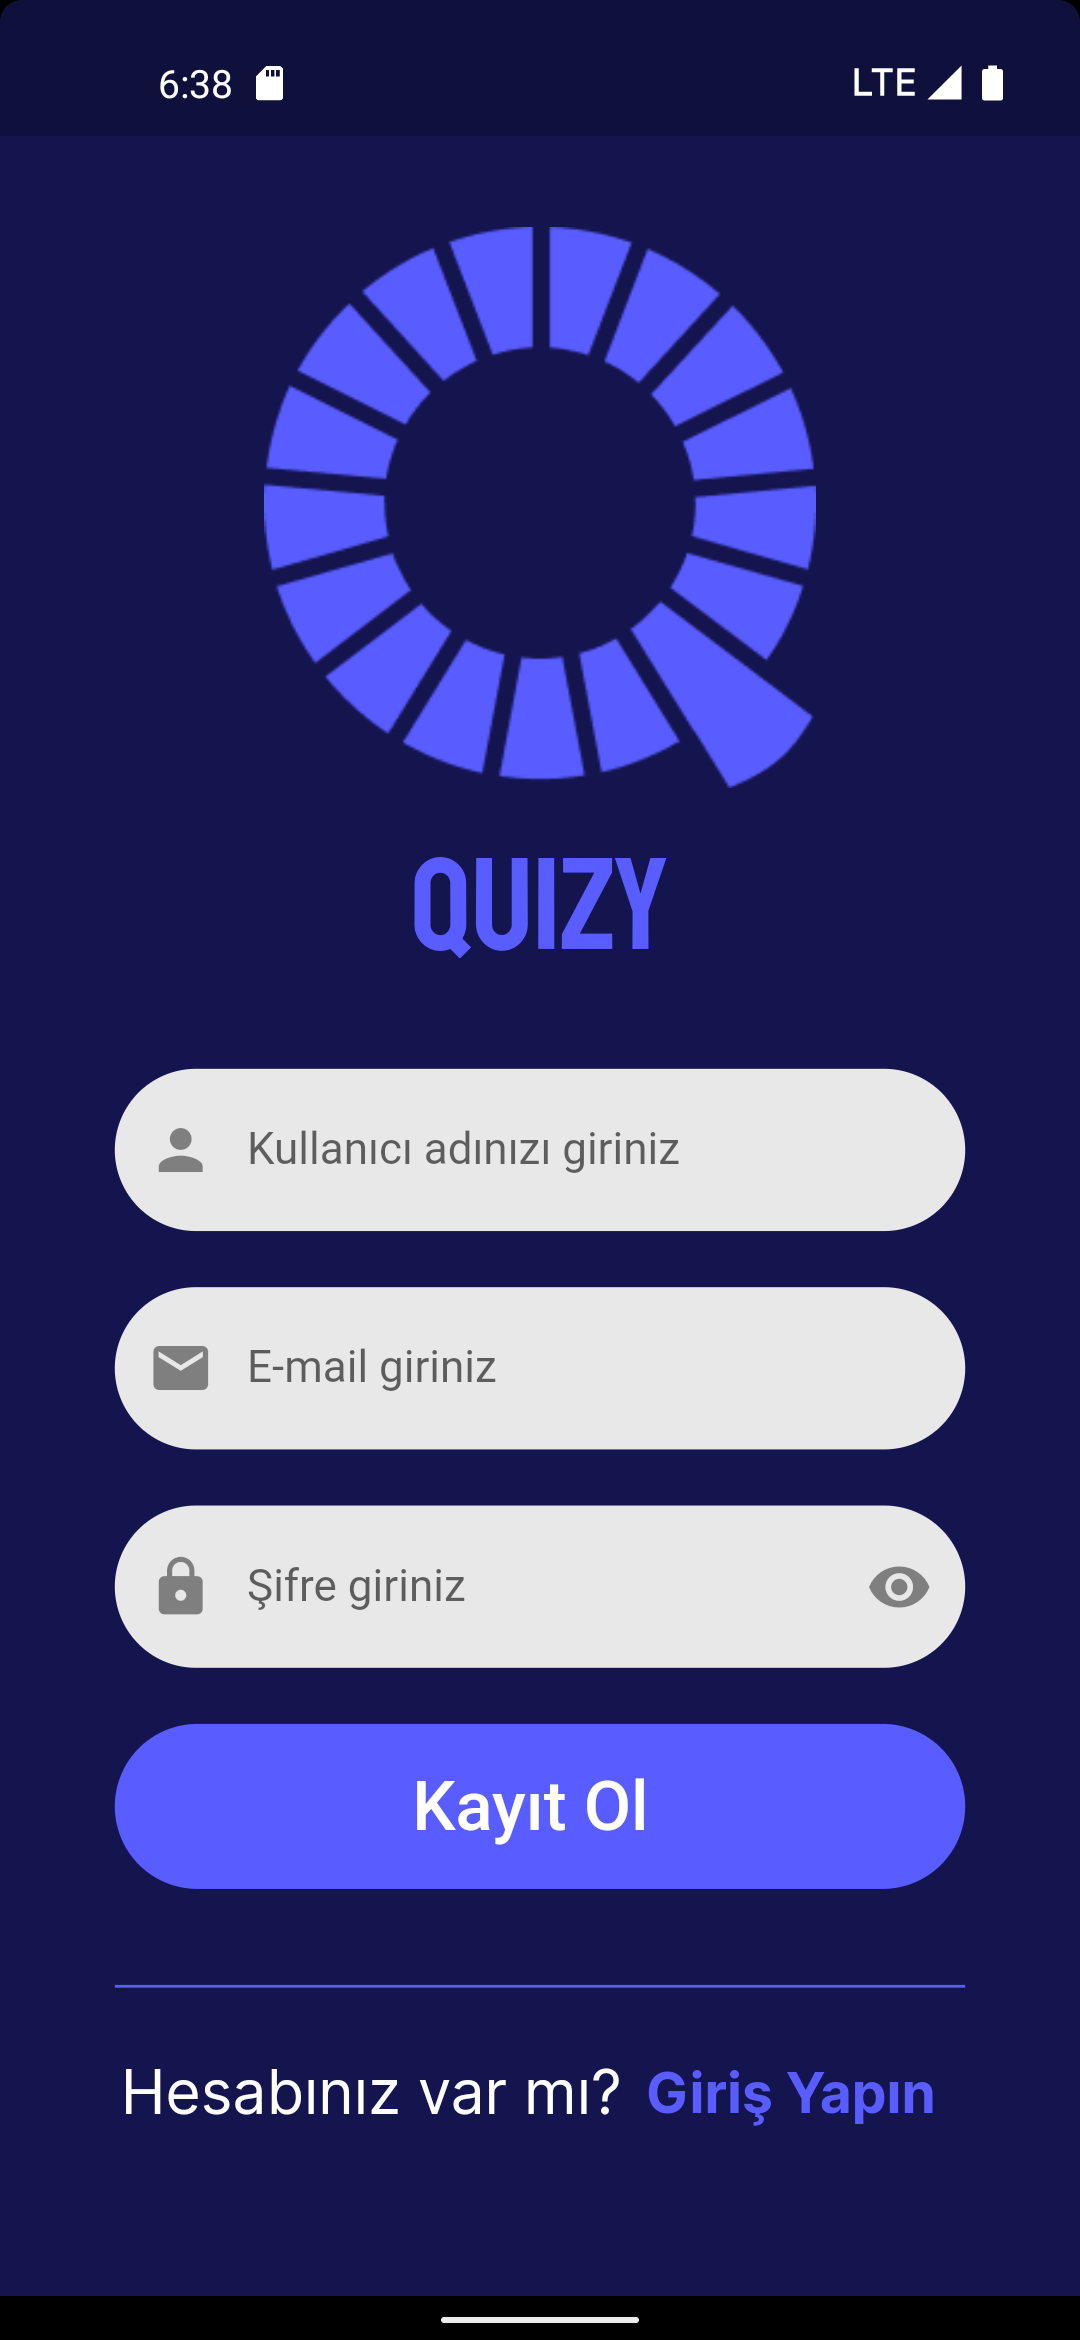 6:38 LTE
QUIZY
Kullanıcı adınızı giriniz
E-mail giriniz
Şifre giriniz
Kayıt Ol
Hesabınız var mı? Giriş Yapın